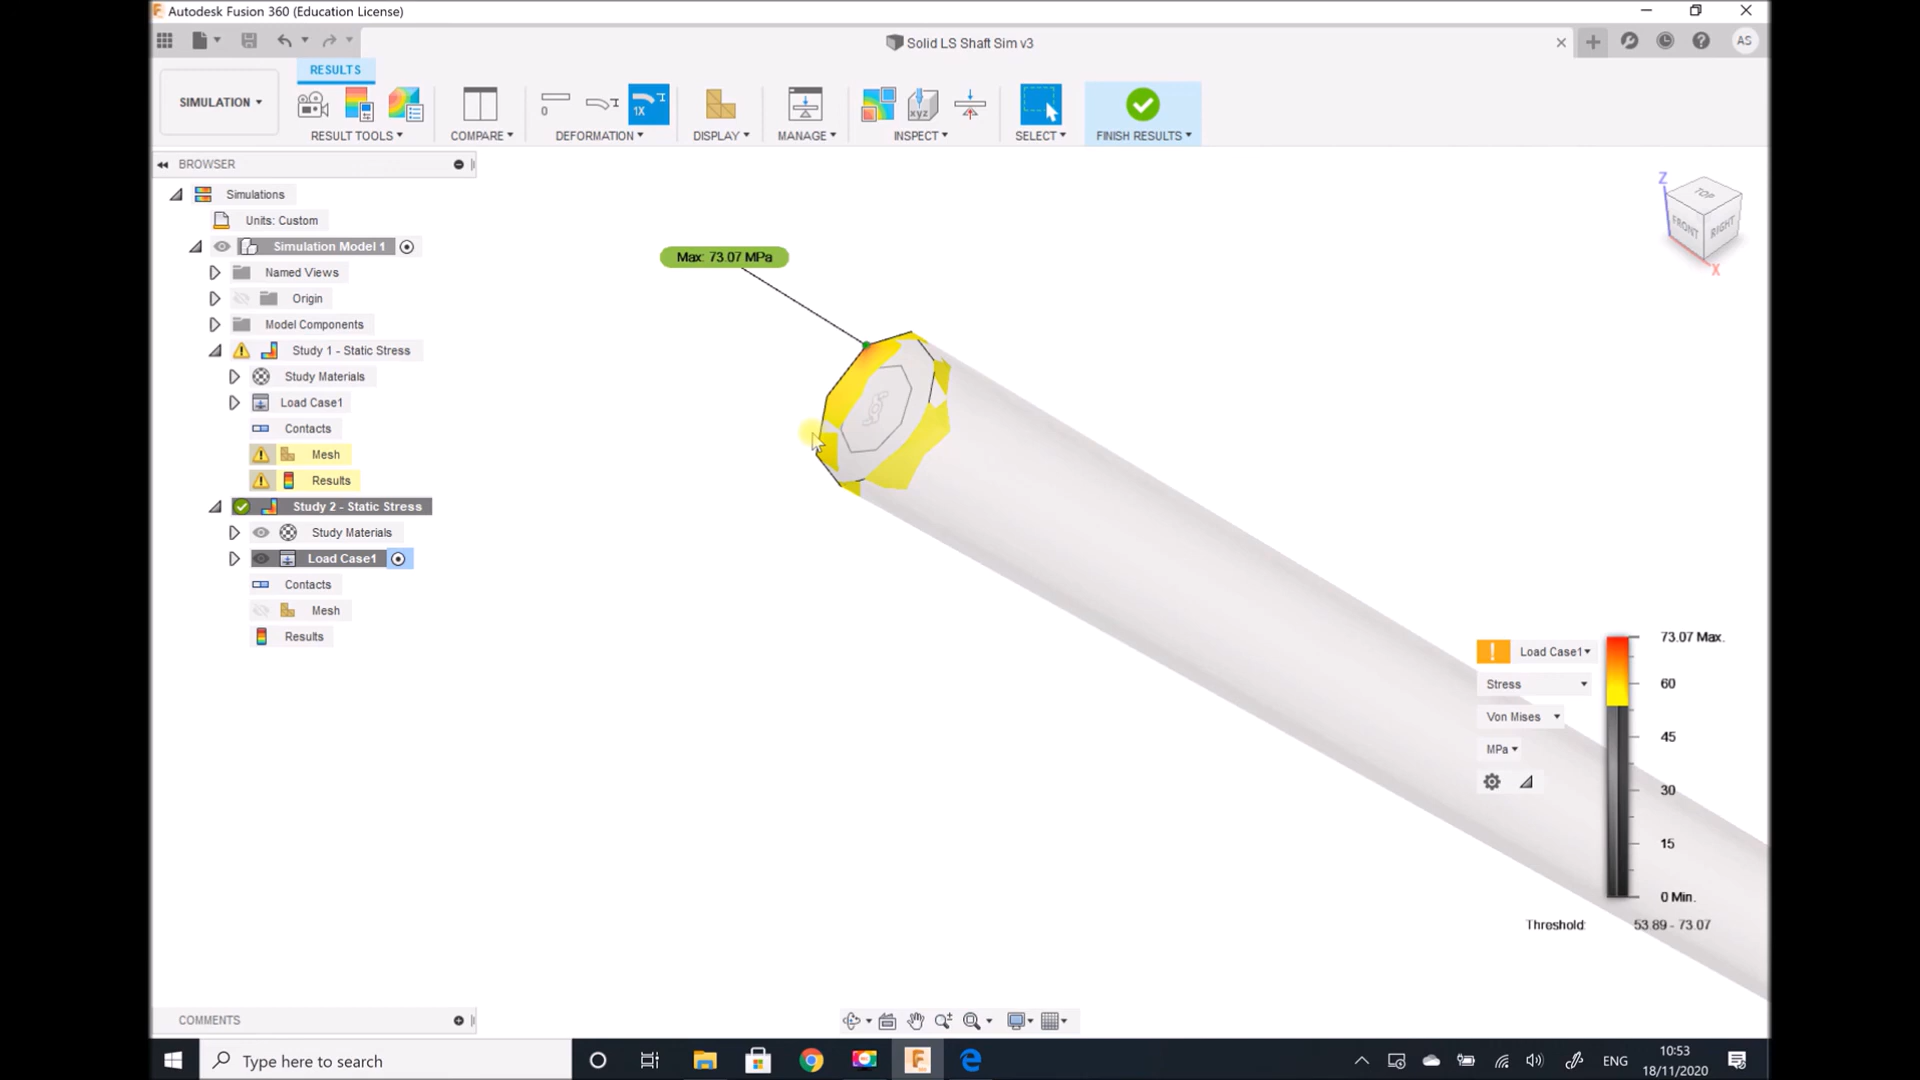 Autodesk Fusion 360 (Education License)
Solid LS Shaft Sim v3
AS
SIMULATION
RESULTS
RESULT TOOLS
COMPARE
DEFORMATION
DISPLAY
MANAGE
INSPECT
SELECT
FINISH RESULTS
BROWSER
Simulations
Units: Custom
Simulation Model 1
Named Views
Origin
Model Components
Study 1 - Static Stress
Study Materials
Load Case1
Contacts
Mesh
Results
Study 2 - Static Stress
Study Materials
Load Case1
Contacts
Mesh
Results
Max: 73.07 MPa
Z
TOP
FRONT
RIGHT
X
Load Case1
Stress
Von Mises
MPa
73.07 Max.
60
45
30
15
0 Min.
Threshold: 53.89 - 73.07
COMMENTS
Type here to search
ENG
10:53
18/11/2020